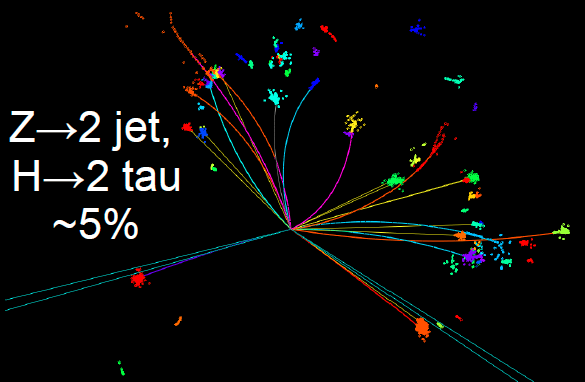 Z→2 jet,
H→2 tau
~5%